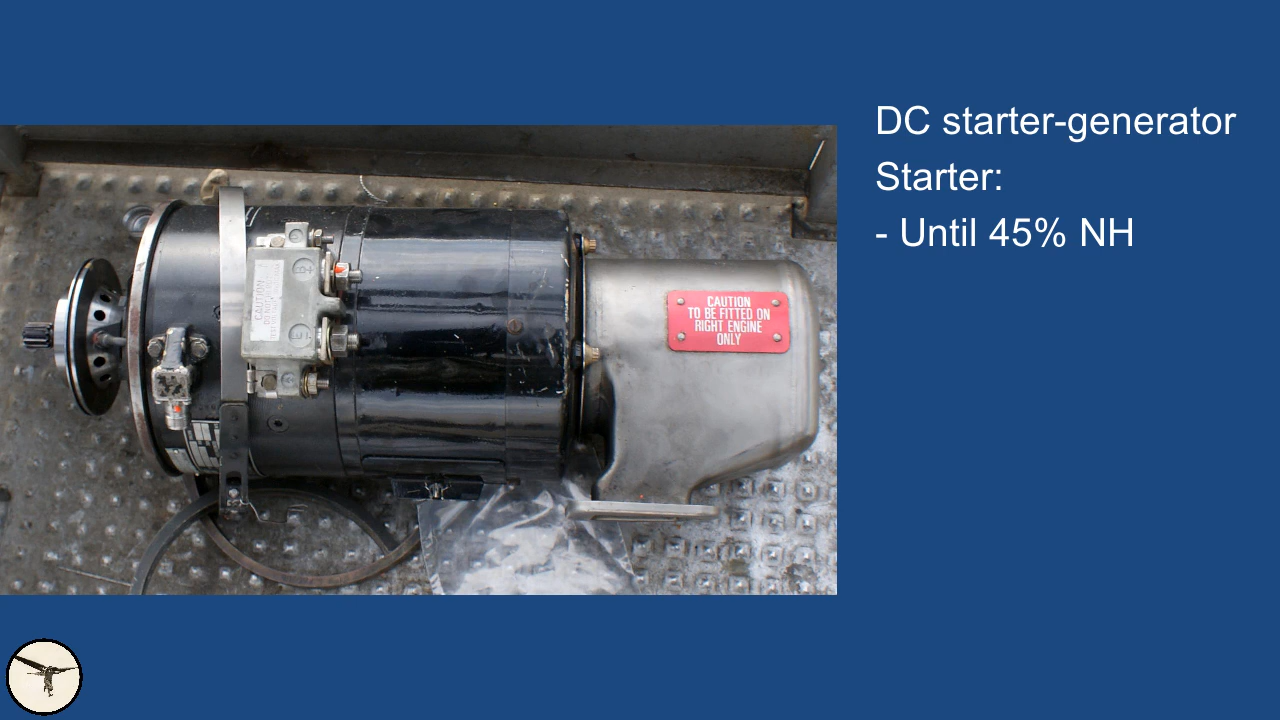 DC starter-generator
Starter:
- Until 45% NH
CAUTION
TO BE FITTED ON
RIGHT ENGINE
ONLY
CAUTION